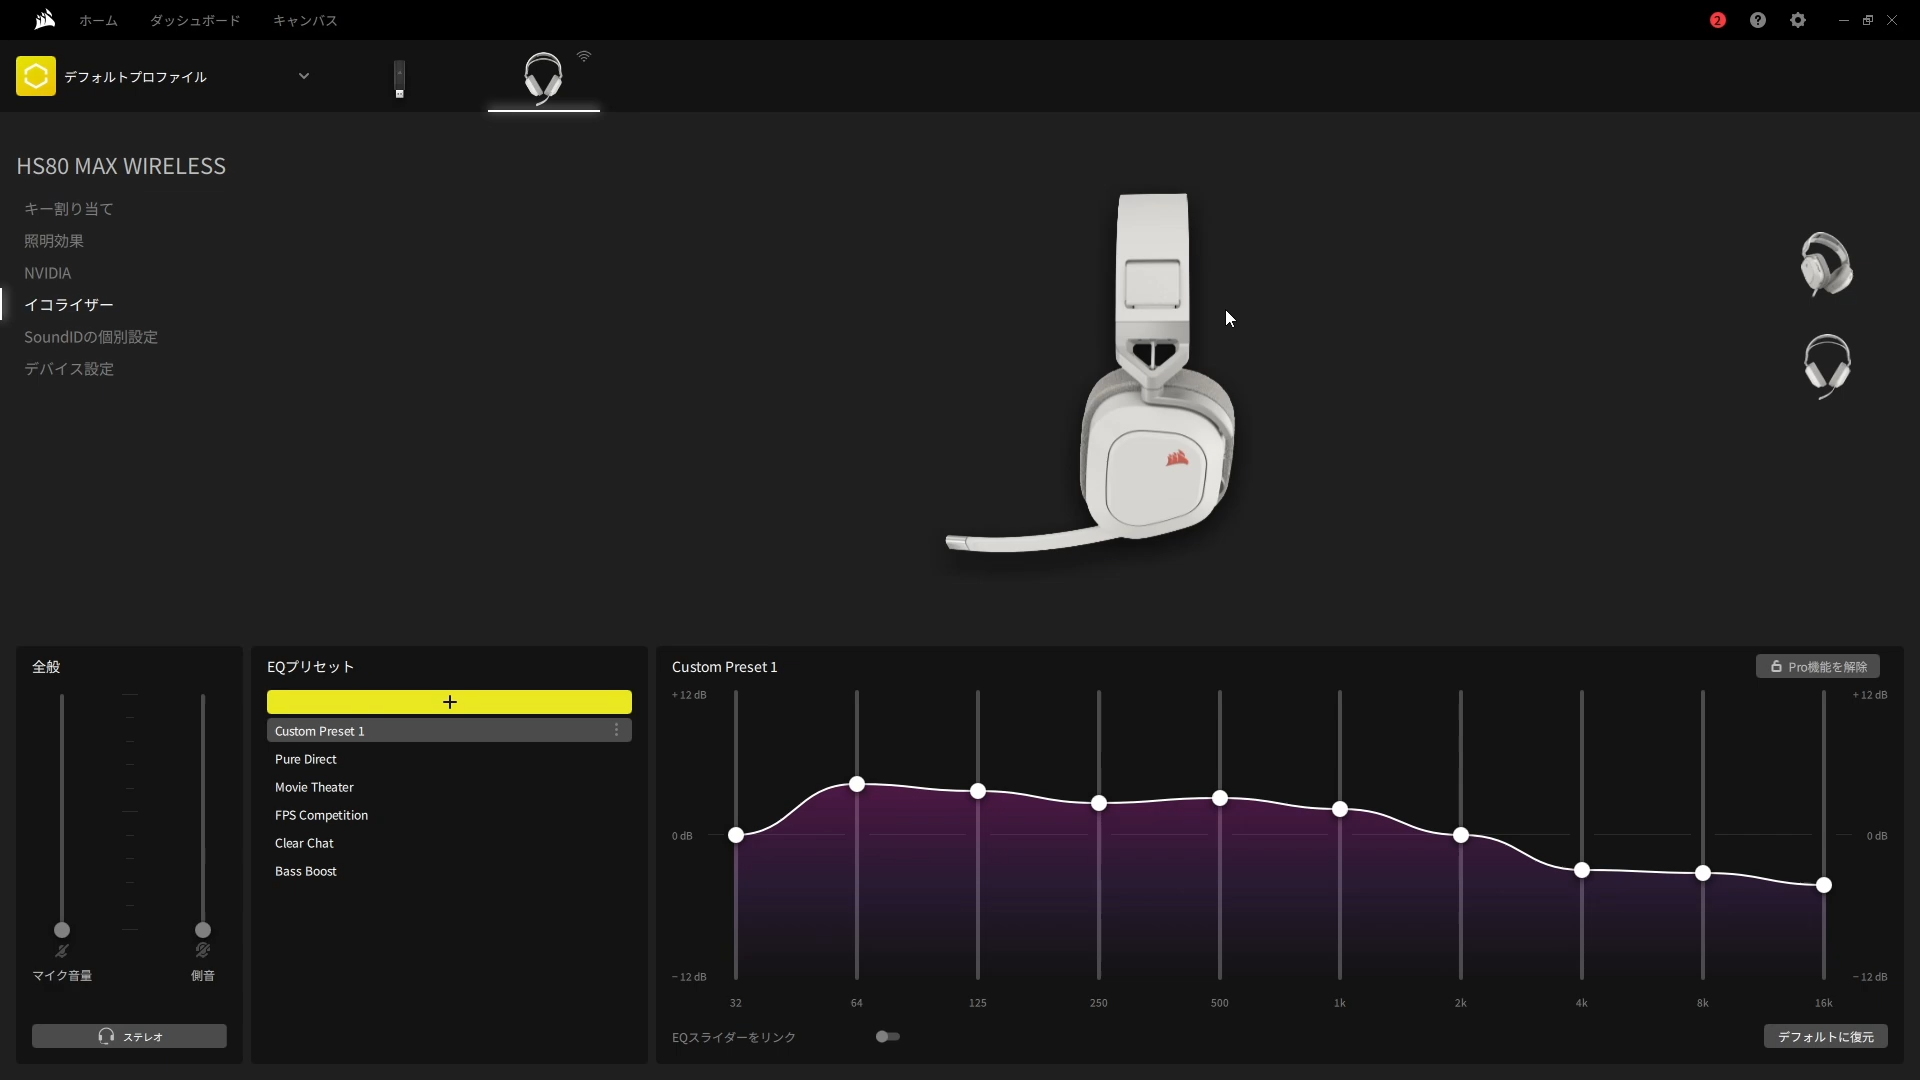 ホーム ダッシュボード キャンバス 2
デフォルトプロファイル
HS80 MAX WIRELESS
キー割り当て
照明効果
NVIDIA
イコライザー
SoundIDの個別設定
デバイス設定
全般
マイク音量 側音
ステレオ
EQプリセット
+
Custom Preset 1
Pure Direct
Movie Theater
FPS Competition
Clear Chat
Bass Boost
Custom Preset 1 Pro機能を解除
+12 dB +12 dB
0 dB 0 dB
−12 dB −12 dB
32 64 125 250 500 1k 2k 4k 8k 16k
EQスライダーをリンク デフォルトに復元